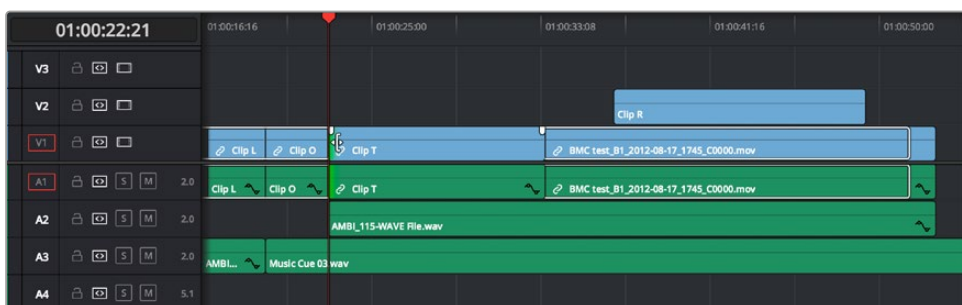 01:00:22:21
01:00:16:16 01:00:25:00 01:00:33:08 01:00:41:16 01:00:50:00
V3
V2
Clip R
V1
Clip L Clip O Clip T BMC test_B1_2012-08-17_1745_C0000.mov
A1 S M 2.0
Clip L Clip O Clip T BMC test_B1_2012-08-17_1745_C0000.mov
A2 S M 2.0
AMBI_115-WAVE File.wav
A3 S M 2.0
AMBI... Music Cue 03.wav
A4 S M 5.1